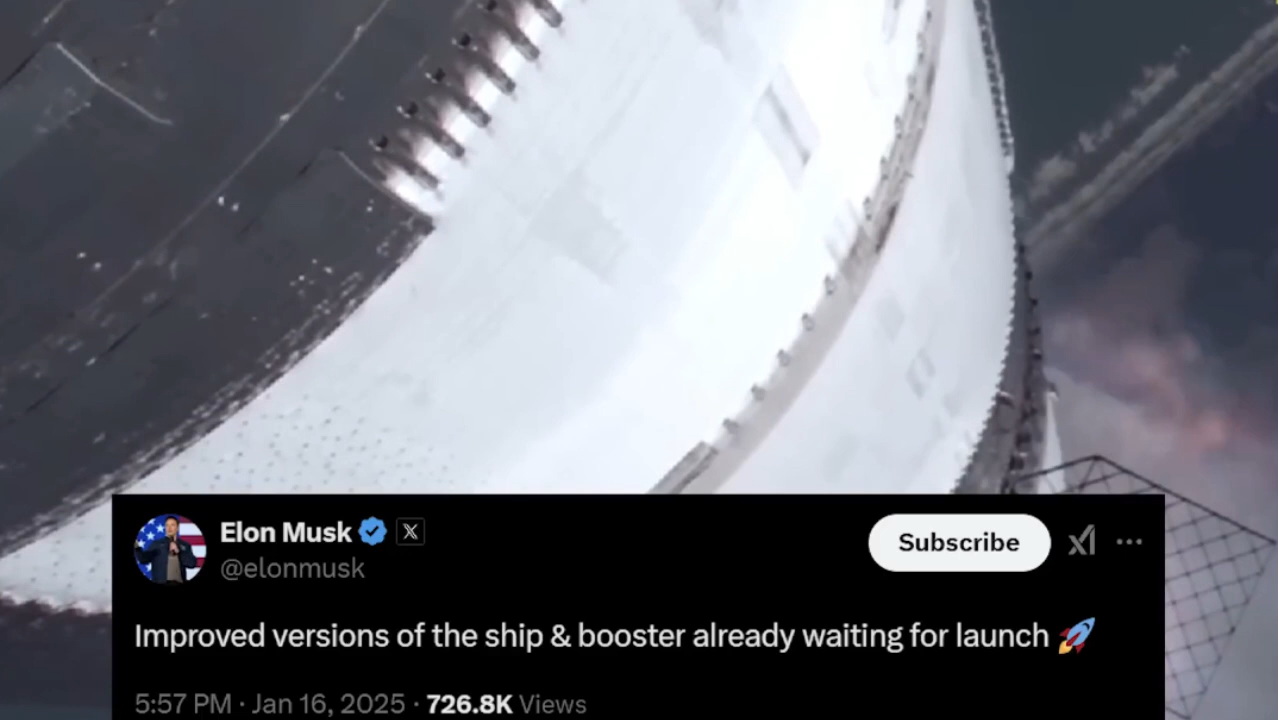 Elon Musk
@elonmusk
Subscribe
Improved versions of the ship & booster already waiting for launch 🚀
5:57 PM · Jan 16, 2025 · 726.8K Views